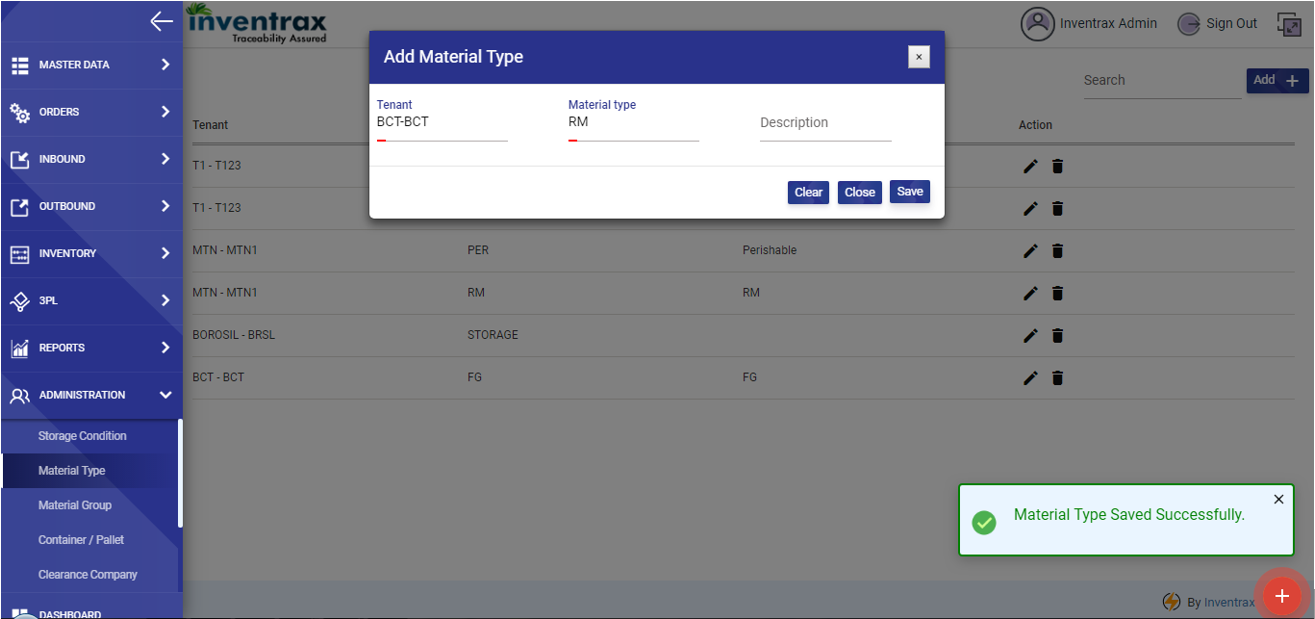 inventrax
Traceability Assured
Inventrax Admin
Sign Out
MASTER DATA
ORDERS
INBOUND
OUTBOUND
INVENTORY
3PL
REPORTS
ADMINISTRATION
Storage Condition
Material Type
Material Group
Container / Pallet
Clearance Company
DASHBOARD
Add Material Type
×
Tenant
BCT-BCT
Material type
RM
Description
Clear
Close
Save
Search
Add +
Tenant
Action
T1 - T123
T1 - T123
MTN - MTN1 PER Perishable
MTN - MTN1 RM RM
BOROSIL - BRSL STORAGE
BCT - BCT FG FG
Material Type Saved Successfully.
By Inventrax